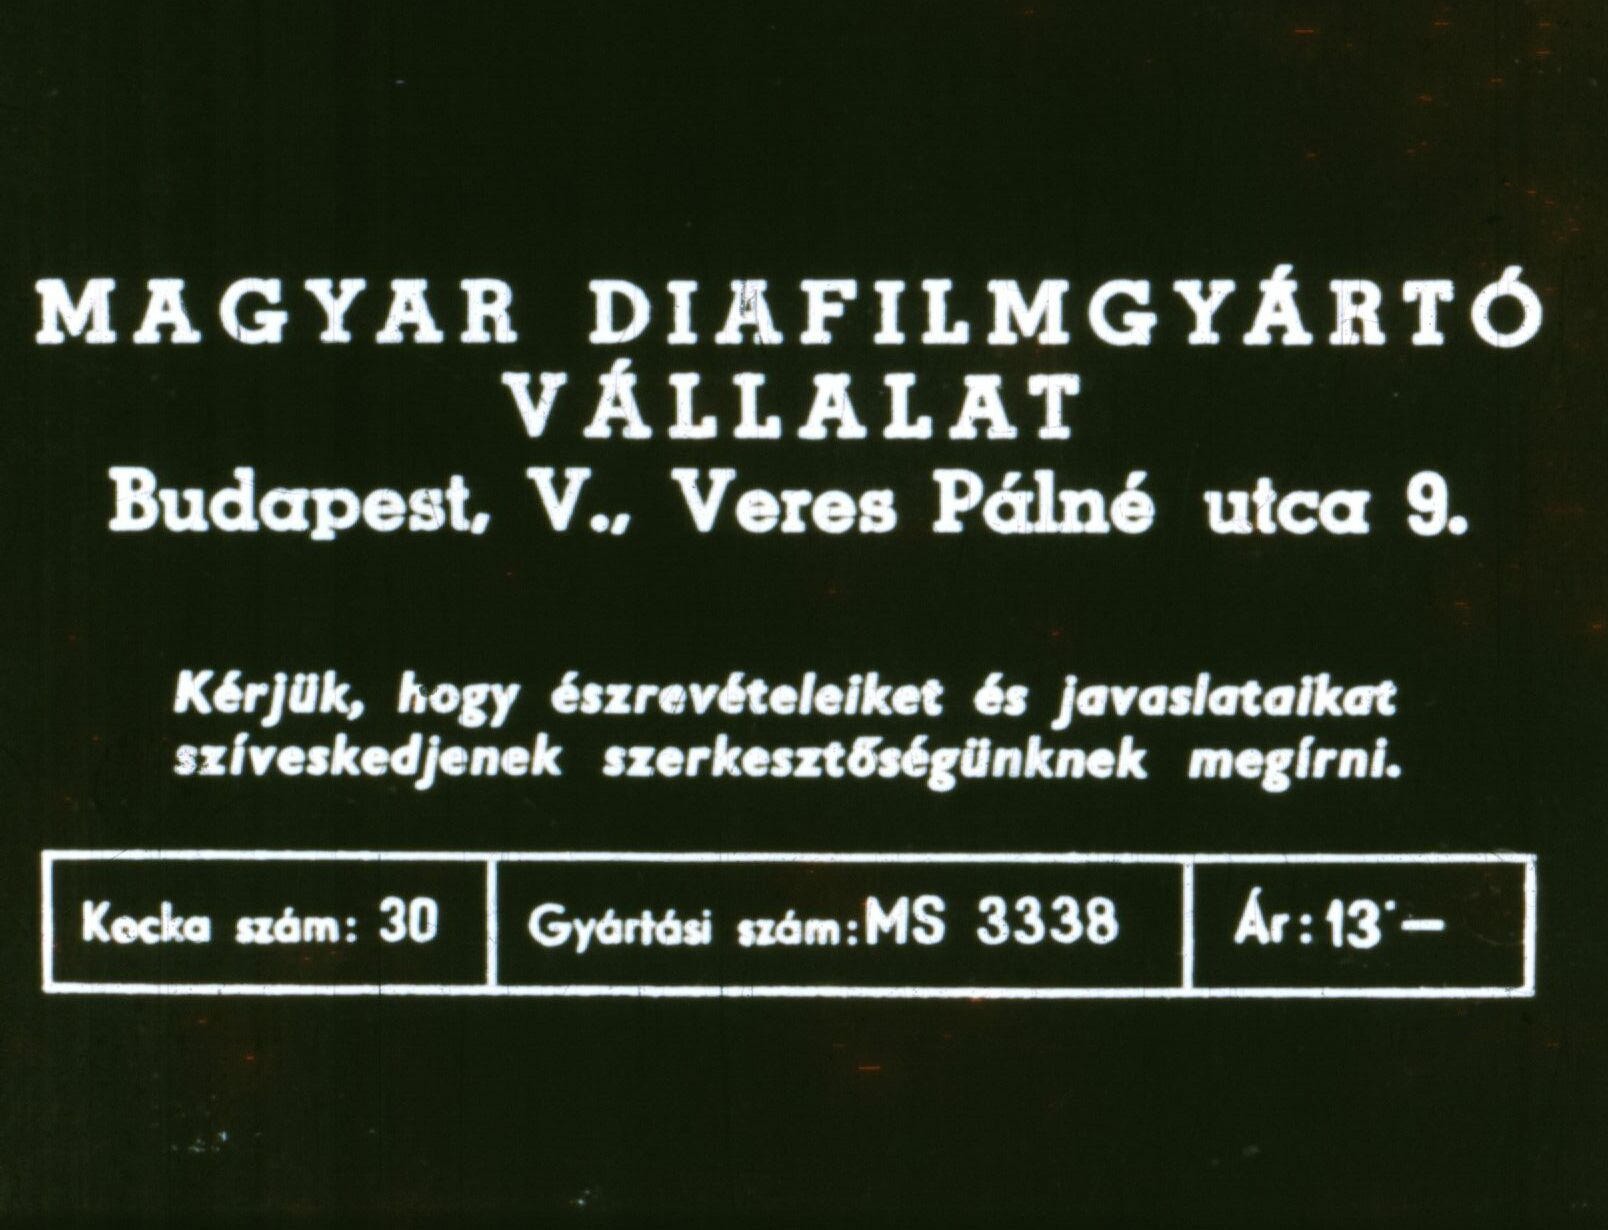 MAGYAR DIAFILMGYÁRTÓ
VÁLLALAT
Budapest, V., Veres Pálné utca 9.
Kérjük, hogy észrevételeiket és javaslataikat
szíveskedjenek szerkesztőségünknek megírni.
Kocka szám: 30 Gyártási szám: MS 3338 Ár: 13·—